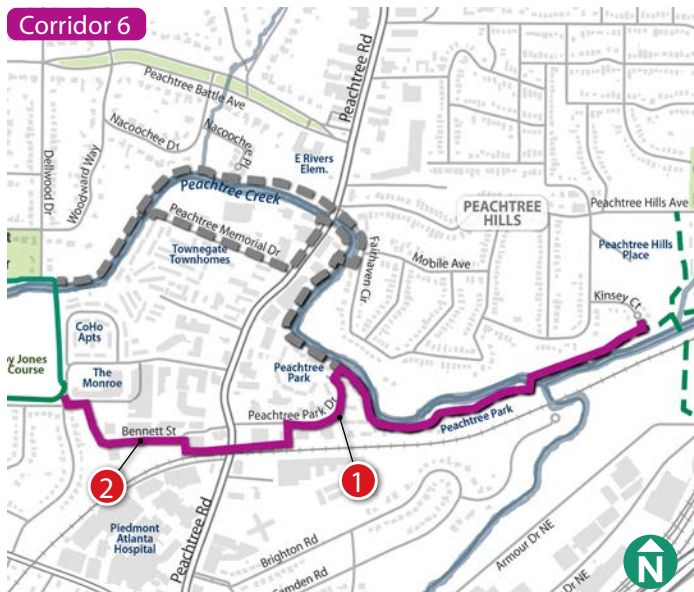 Corridor 6
Peachtree Battle Ave
Peachtree Rd
Nacoochee Dr
Nacoochee Pl
E Rivers
Elem.
Dellwood Dr
Woodward Way
Peachtree Creek
PEACHTREE
HILLS
Peachtree Hills Ave
Peachtree Memorial Dr
Fairhaven Cir
Peachtree Hills
Place
Townegate
Townhomes
Mobile Ave
Kinsey Ct
CoHo
Apts
y Jones
Course
The
Monroe
Peachtree
Park
Peachtree Park Dr
Bennett St
Peachtree Park
1
2
Piedmont
Atlanta
Hospital
Peachtree Rd
Brighton Rd
Camden Rd
Armour Dr NE
Dr NE
N